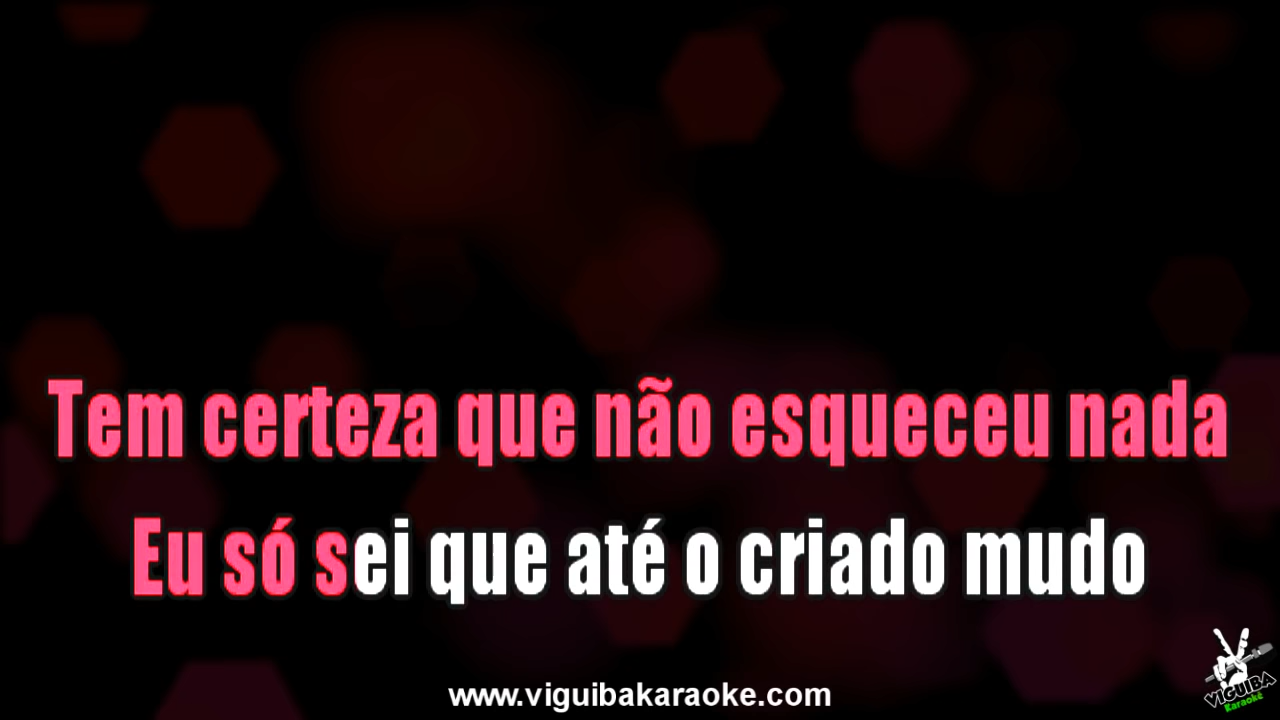 Tem certeza que não esqueceu nada
Eu só sei que até o criado mudo
www.viguibakaraoke.com
VIGUIBA
Karaokê